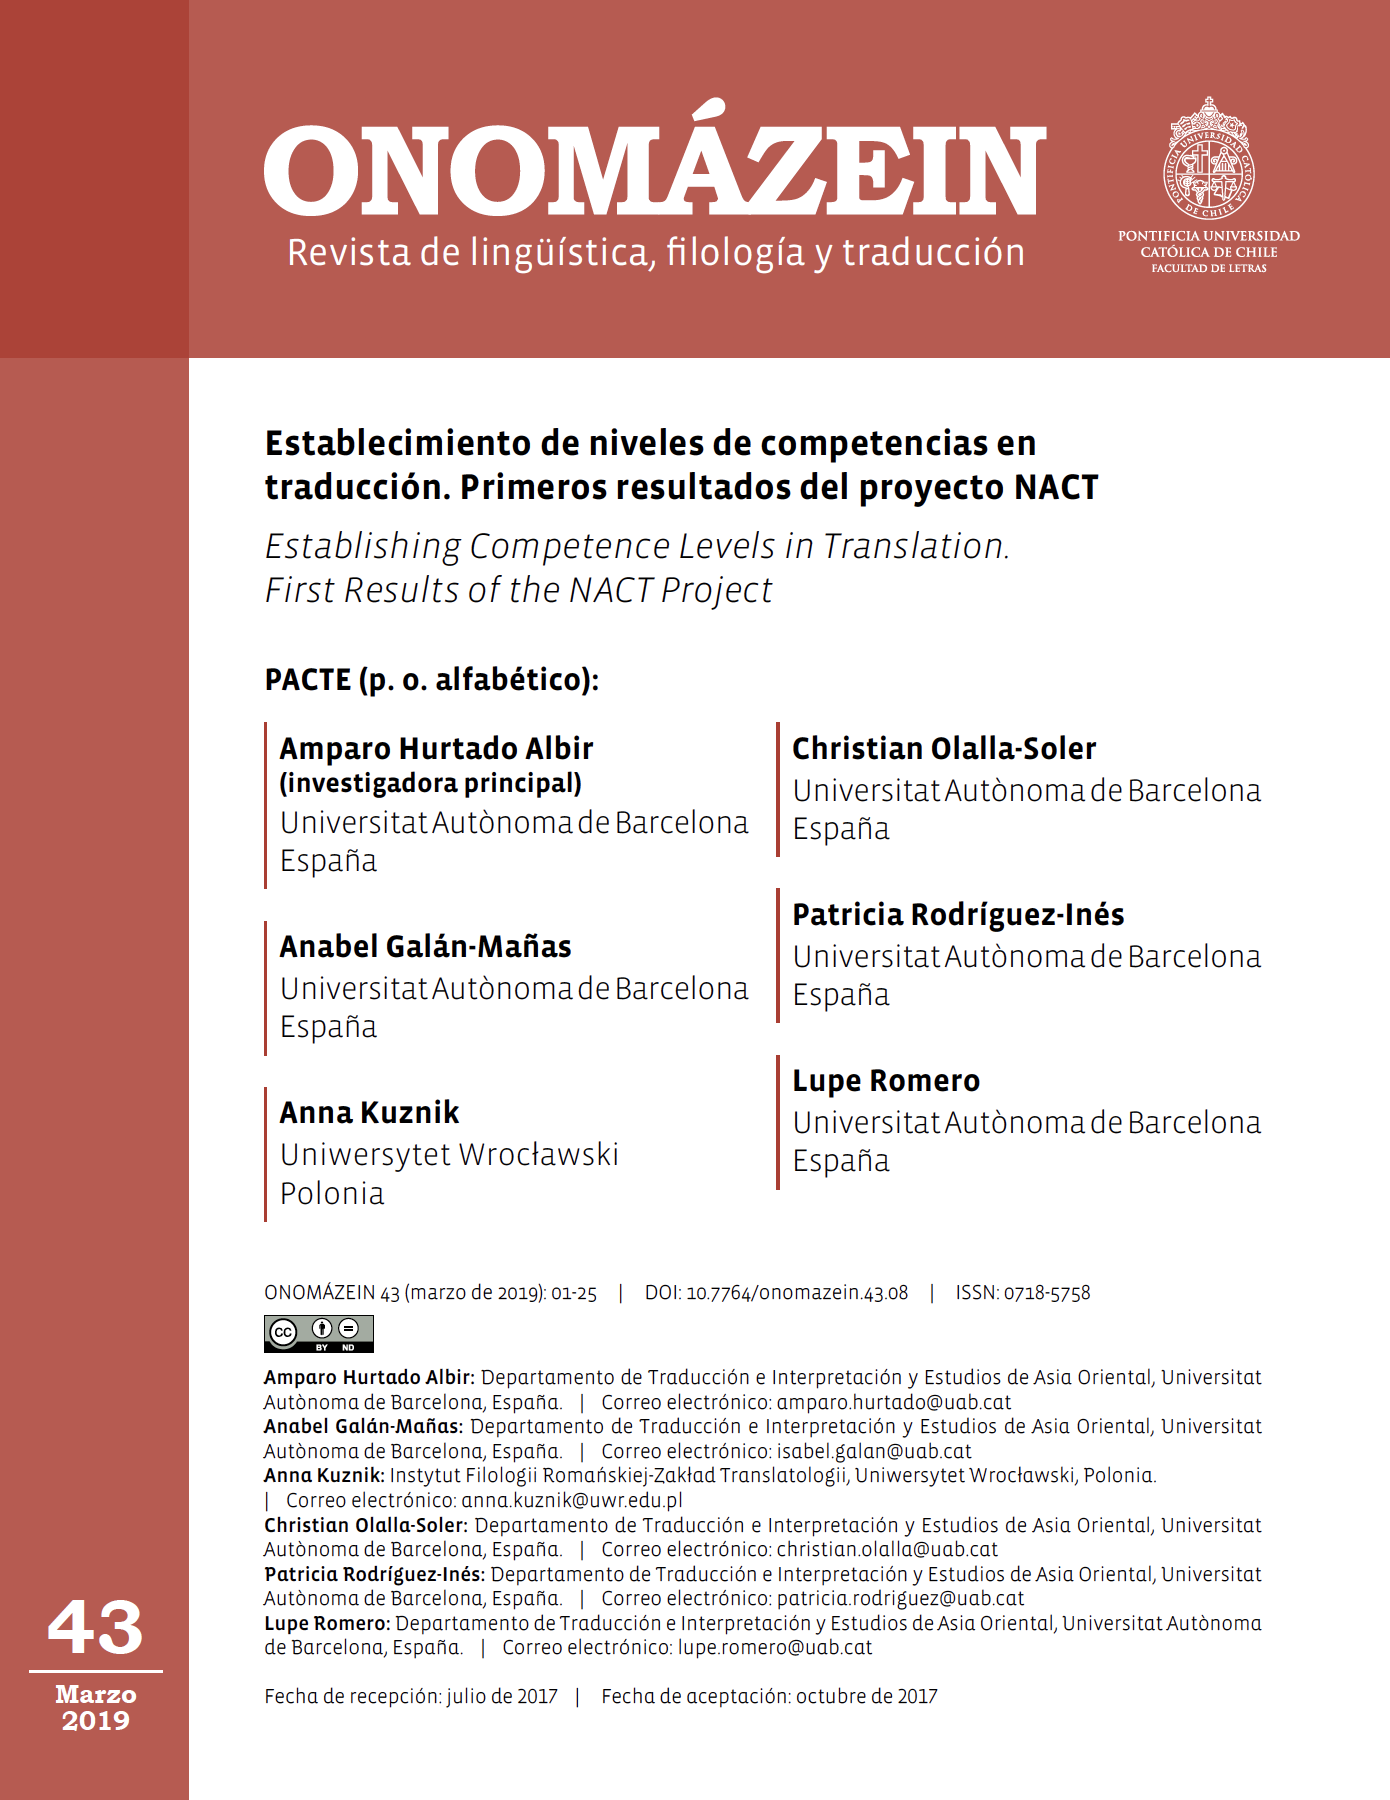 ONOMÁZEIN
Revista de lingüística, filología y traducción
PONTIFICIA UNIVERSIDAD CATÓLICA DE CHILE
PONTIFICIA UNIVERSIDAD
CATÓLICA DE CHILE
FACULTAD DE LETRAS
Establecimiento de niveles de competencias en
traducción. Primeros resultados del proyecto NACT
Establishing Competence Levels in Translation.
First Results of the NACT Project
PACTE (p. o. alfabético):
Amparo Hurtado Albir
(investigadora principal)
Universitat Autònoma de Barcelona
España
Anabel Galán-Mañas
Universitat Autònoma de Barcelona
España
Anna Kuznik
Uniwersytet Wrocławski
Polonia
Christian Olalla-Soler
Universitat Autònoma de Barcelona
España
Patricia Rodríguez-Inés
Universitat Autònoma de Barcelona
España
Lupe Romero
Universitat Autònoma de Barcelona
España
ONOMÁZEIN 43 (marzo de 2019): 01-25 | DOI: 10.7764/onomazein.43.08 | ISSN: 0718-5758
cc BY ND
Amparo Hurtado Albir: Departamento de Traducción e Interpretación y Estudios de Asia Oriental, Universitat
Autònoma de Barcelona, España. | Correo electrónico: amparo.hurtado@uab.cat
Anabel Galán-Mañas: Departamento de Traducción e Interpretación y Estudios de Asia Oriental, Universitat
Autònoma de Barcelona, España. | Correo electrónico: isabel.galan@uab.cat
Anna Kuznik: Instytut Filologii Romańskiej-Zakład Translatologii, Uniwersytet Wrocławski, Polonia.
| Correo electrónico: anna.kuznik@uwr.edu.pl
Christian Olalla-Soler: Departamento de Traducción e Interpretación y Estudios de Asia Oriental, Universitat
Autònoma de Barcelona, España. | Correo electrónico: christian.olalla@uab.cat
Patricia Rodríguez-Inés: Departamento de Traducción e Interpretación y Estudios de Asia Oriental, Universitat
Autònoma de Barcelona, España. | Correo electrónico: patricia.rodriguez@uab.cat
Lupe Romero: Departamento de Traducción e Interpretación y Estudios de Asia Oriental, Universitat Autònoma
de Barcelona, España. | Correo electrónico: lupe.romero@uab.cat
Fecha de recepción: julio de 2017 | Fecha de aceptación: octubre de 2017
43
Marzo
2019